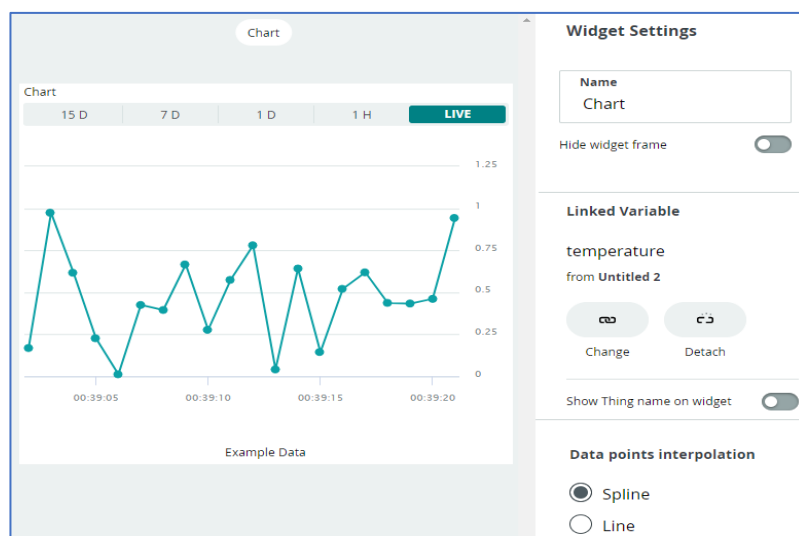 Chart
Chart
15 D 7 D 1 D 1 H LIVE
1.25
1
0.75
0.5
0.25
0
00:39:05 00:39:10 00:39:15 00:39:20
Example Data
Widget Settings
Name
Chart
Hide widget frame
Linked Variable
temperature
from Untitled 2
Change Detach
Show Thing name on widget
Data points interpolation
Spline
Line